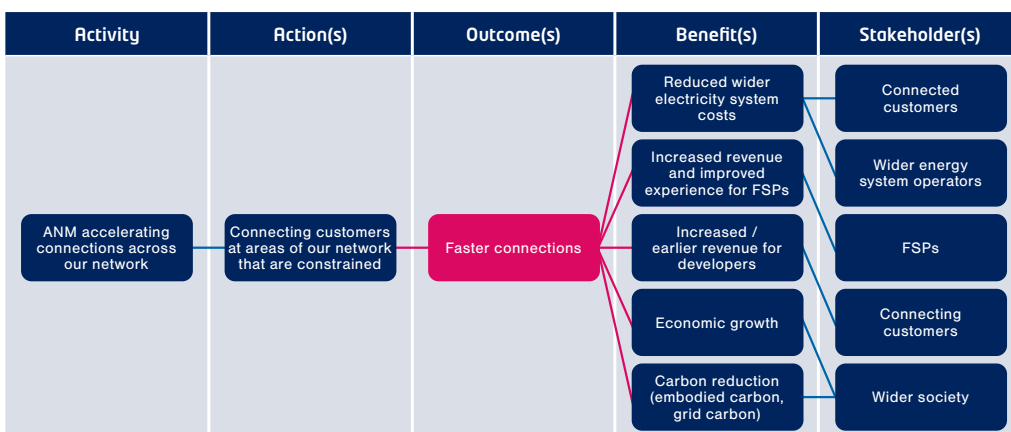 Activity
Action(s)
Outcome(s)
Benefit(s)
Stakeholder(s)
ANM accelerating
connections across
our network
Connecting customers
at areas of our network
that are constrained
Faster connections
Reduced wider
electricity system
costs
Increased revenue
and improved
experience for FSPs
Increased /
earlier revenue for
developers
Economic growth
Carbon reduction
(embodied carbon,
grid carbon)
Connected
customers
Wider energy
system operators
FSPs
Connecting
customers
Wider society